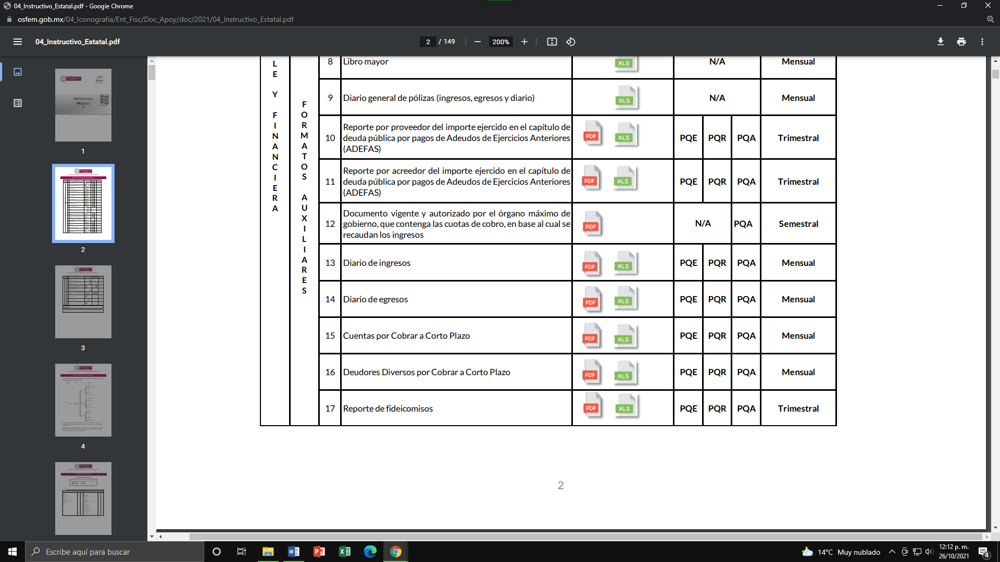 04_Instructivo_Estatal.pdf - Google Chrome
osfem.gob.mx/04_Iconografia/Ent_Fisc/Doc_Apoy/doc/2021/04_Instructivo_Estatal.pdf
04_Instructivo_Estatal.pdf
2 / 149
200%
INSTRUCTIVO
MÓDULO
1
1
2
3
4
LE Y FINANCIERA
FORMATOS AUXILIARES
8 Libro mayor XLS N/A Mensual
9 Diario general de pólizas (ingresos, egresos y diario) XLS N/A Mensual
Reporte por proveedor del importe ejercido en el capítulo de
10 deuda pública por pagos de Adeudos de Ejercicios Anteriores PDF XLS PQE PQR PQA Trimestral
(ADEFAS)
Reporte por acreedor del importe ejercido en el capítulo de
11 deuda pública por pagos de Adeudos de Ejercicios Anteriores PDF XLS PQE PQR PQA Trimestral
(ADEFAS)
Documento vigente y autorizado por el órgano máximo de
12 gobierno, que contenga las cuotas de cobro, en base al cual se PDF N/A PQA Semestral
recaudan los ingresos
13 Diario de ingresos PDF XLS PQE PQR PQA Mensual
14 Diario de egresos PDF XLS PQE PQR PQA Mensual
15 Cuentas por Cobrar a Corto Plazo PDF XLS PQE PQR PQA Mensual
16 Deudores Diversos por Cobrar a Corto Plazo PDF XLS PQE PQR PQA Mensual
17 Reporte de fideicomisos PDF XLS PQE PQR PQA Trimestral
2
Escribe aquí para buscar
14°C Muy nublado
12:12 p. m.
26/10/2021
4